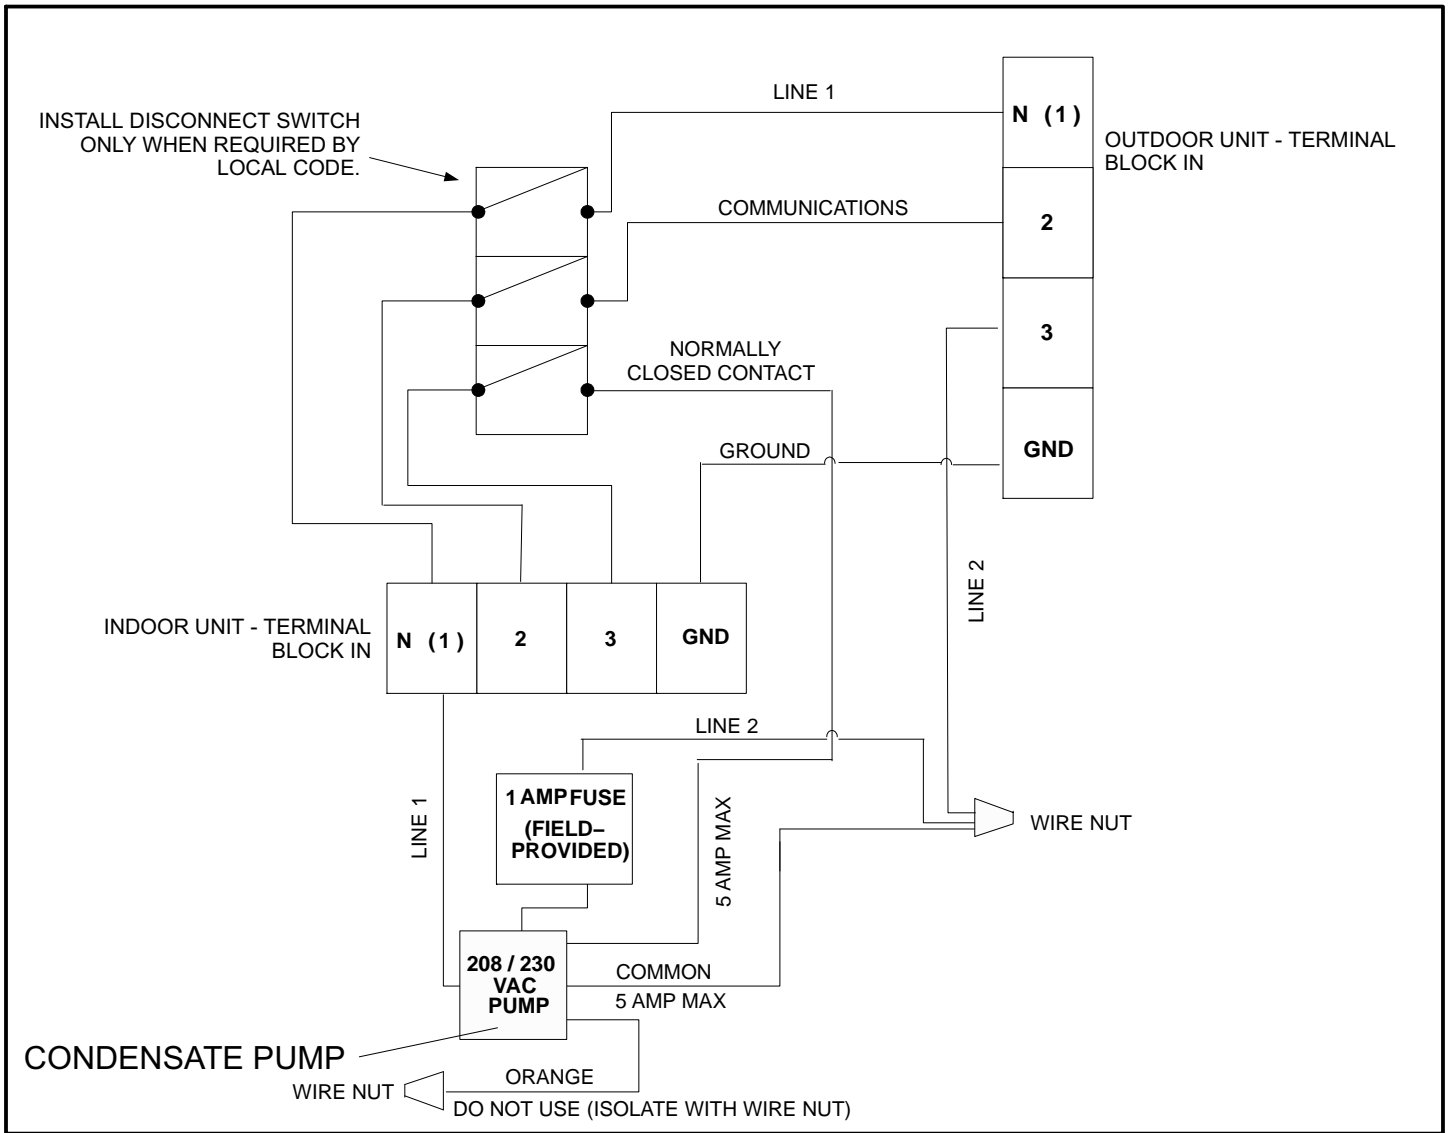 LINE 1
N (1)
INSTALL DISCONNECT SWITCH
ONLY WHEN REQUIRED BY
LOCAL CODE.
OUTDOOR UNIT - TERMINAL
BLOCK IN
COMMUNICATIONS
2
3
NORMALLY
CLOSED CONTACT
GROUND
GND
LINE 2
INDOOR UNIT - TERMINAL
BLOCK IN
N (1)
2
3
GND
LINE 2
LINE 1
1 AMP FUSE
(FIELD–
PROVIDED)
5 AMP MAX
WIRE NUT
208 / 230
VAC
PUMP
COMMON
5 AMP MAX
CONDENSATE PUMP
ORANGE
WIRE NUT
DO NOT USE (ISOLATE WITH WIRE NUT)